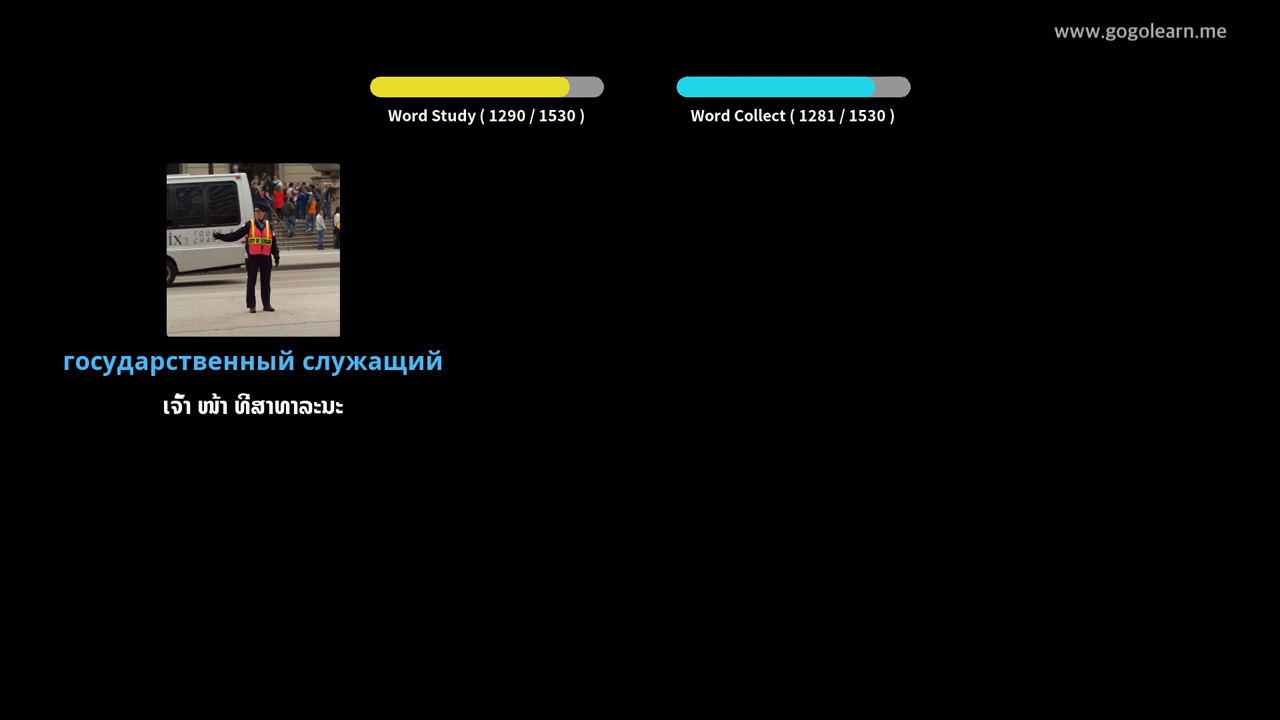 www.gogolearn.me
Word Study ( 1290 / 1530 )
Word Collect ( 1281 / 1530 )
государственный служащий
ເຈົ້າ ໜ້າ ທີ່ສາທາລະນະ